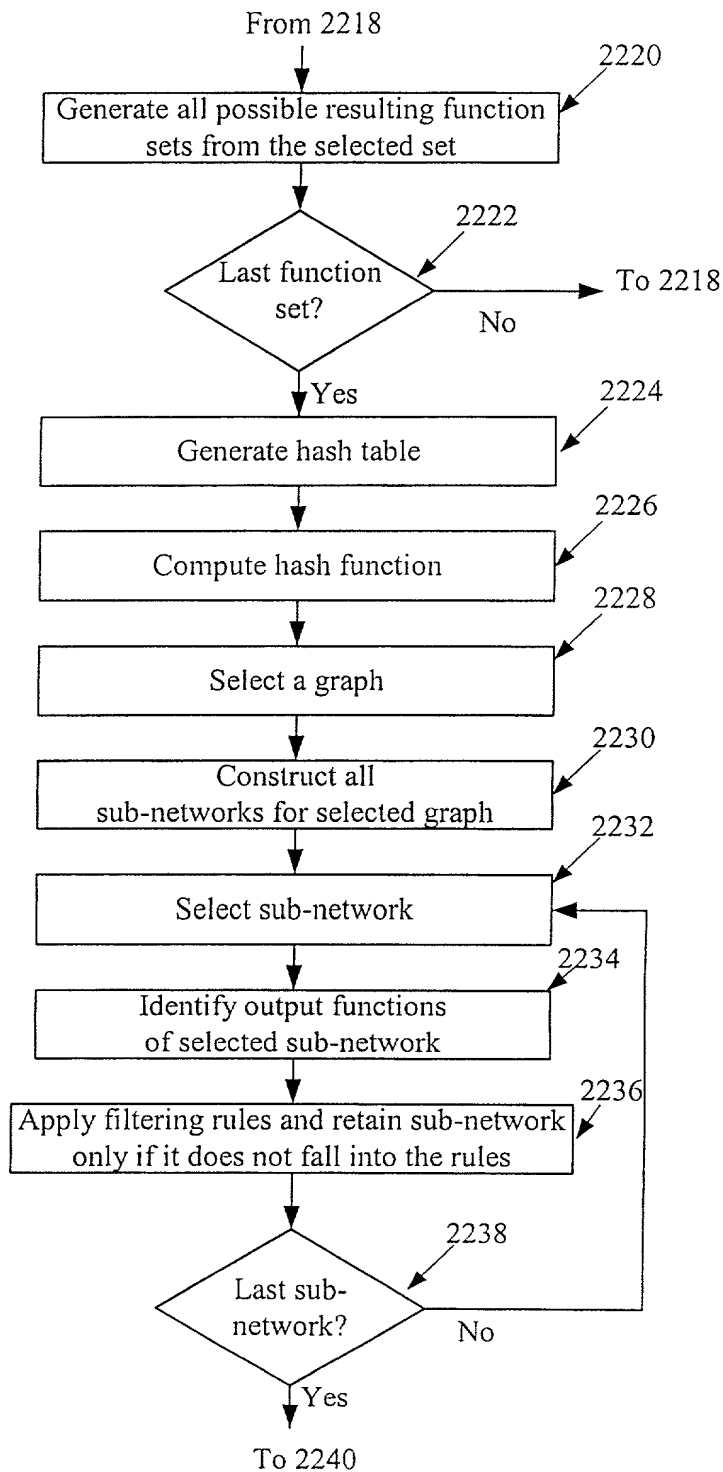 From 2218
2220
Generate all possible resulting function
sets from the selected set
2222
Last function
set?
To 2218
No
Yes
2224
Generate hash table
2226
Compute hash function
2228
Select a graph
2230
Construct all
sub-networks for selected graph
2232
Select sub-network
2234
Identify output functions
of selected sub-network
2236
Apply filtering rules and retain sub-network
only if it does not fall into the rules
2238
Last sub-
network?
No
Yes
To 2240